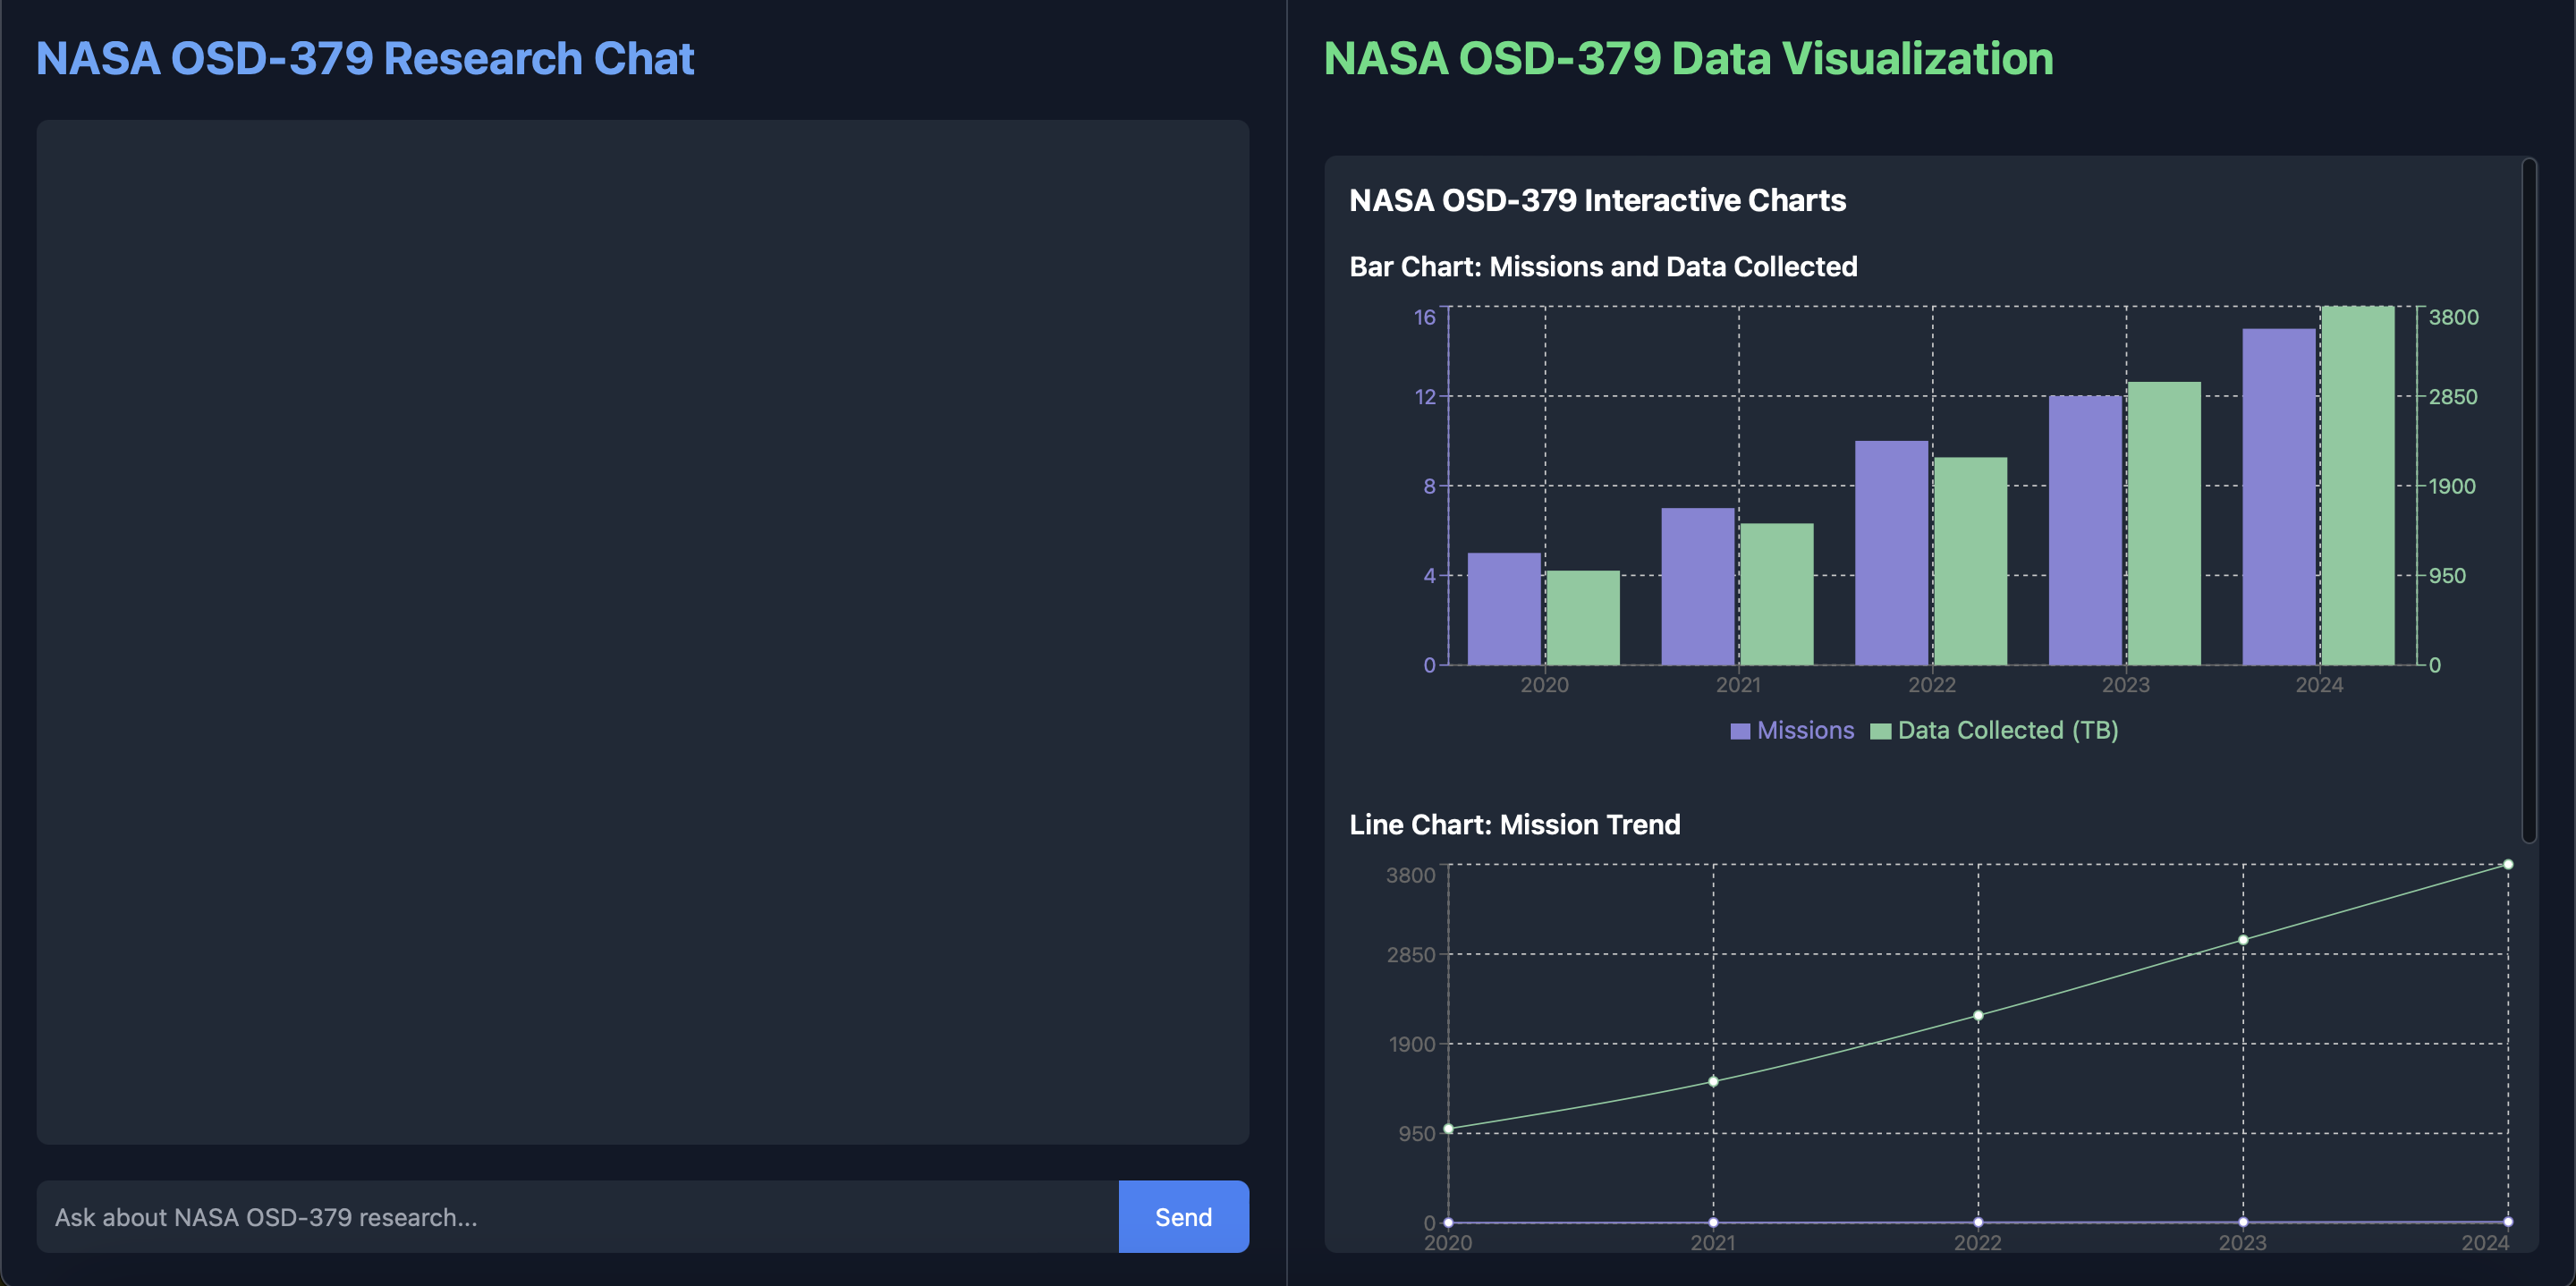 NASA OSD-379 Research Chat
Ask about NASA OSD-379 research...
Send
NASA OSD-379 Data Visualization
NASA OSD-379 Interactive Charts
Bar Chart: Missions and Data Collected
16
12
8
4
0
3800
2850
1900
950
0
2020 2021 2022 2023 2024
Missions Data Collected (TB)
Line Chart: Mission Trend
3800
2850
1900
950
0
2020 2021 2022 2023 2024